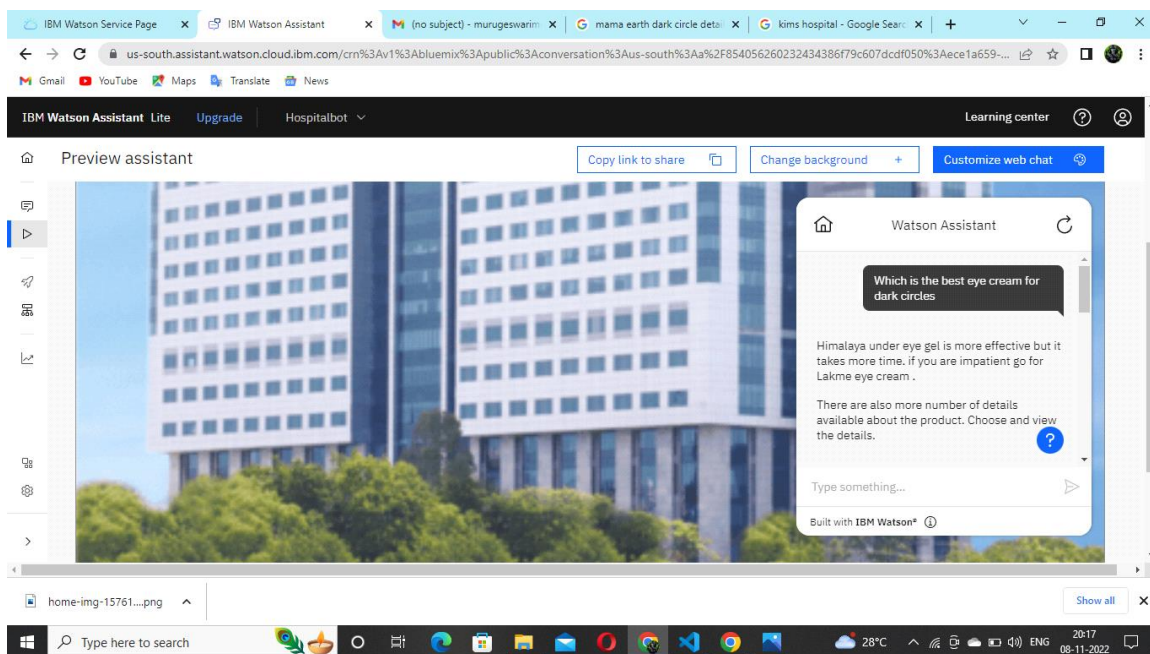 IBM Watson Service Page
IBM Watson Assistant
(no subject) - murugeswarim
mama earth dark circle detai
kims hospital - Google Searc
us-south.assistant.watson.cloud.ibm.com/crn%3Av1%3Abluemix%3Apublic%3Aconversation%3Aus-south%3Aa%2F854056260232434386f79c607dcdf050%3Aece1a659-...
Gmail YouTube Maps Translate News
IBM Watson Assistant Lite Upgrade Hospitalbot Learning center
Preview assistant Copy link to share Change background + Customize web chat
Watson Assistant
Which is the best eye cream for
dark circles
Himalaya under eye gel is more effective but it
takes more time. if you are impatient go for
Lakme eye cream .
There are also more number of details
available about the product. Choose and view
the details.
?
Type something...
Built with IBM Watson®
home-img-15761....png Show all
Type here to search 28°C ENG 20:17
08-11-2022